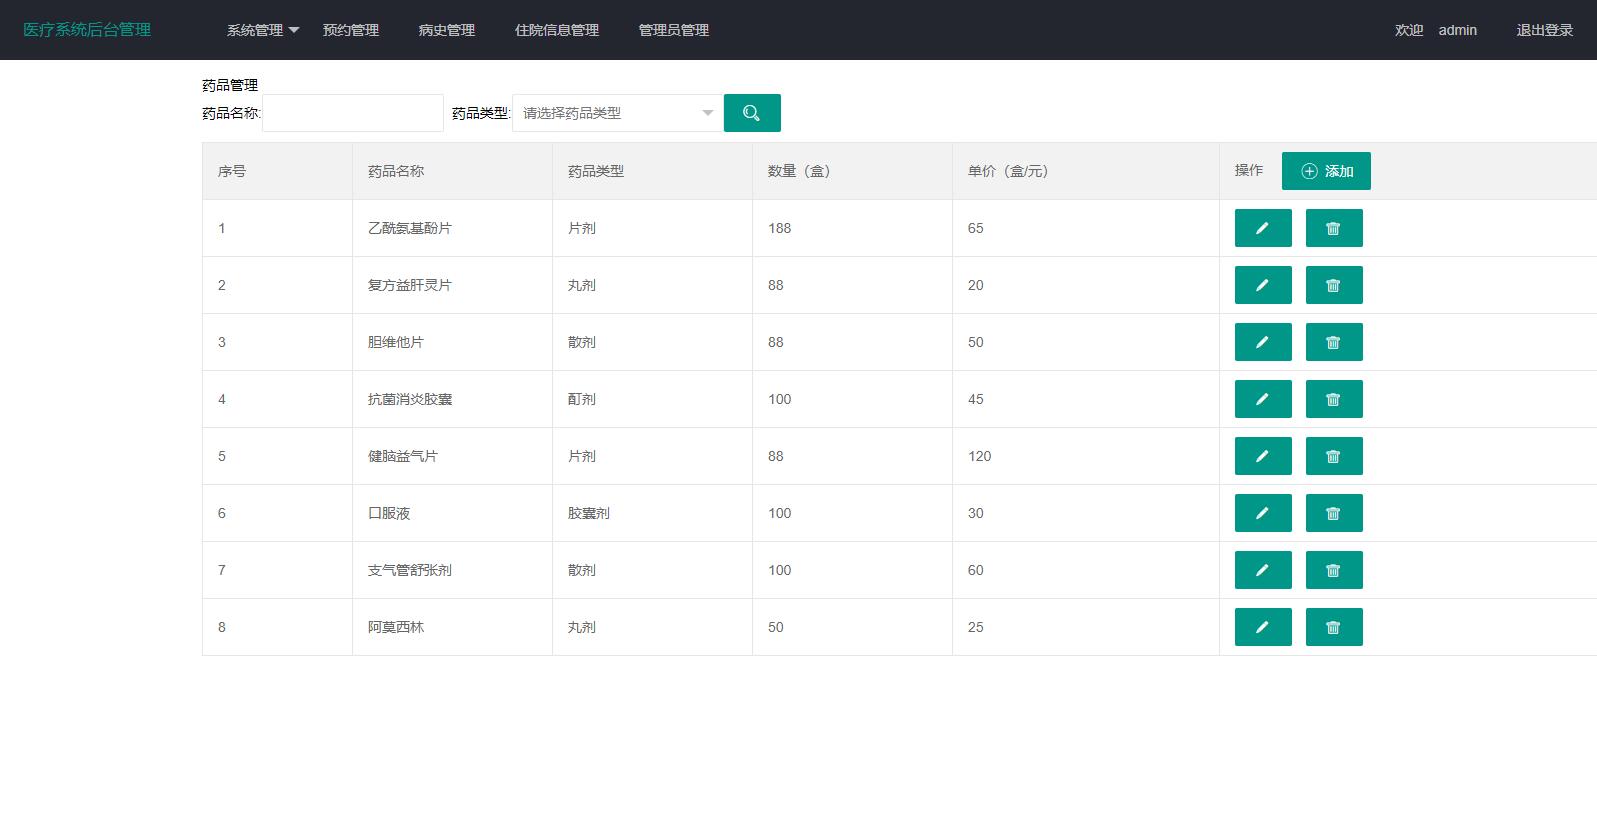 医疗系统后台管理 系统管理 预约管理 病史管理 住院信息管理 管理员管理 欢迎 admin 退出登录
药品管理
药品名称: 药品类型: 请选择药品类型
序号 药品名称 药品类型 数量（盒） 单价（盒/元） 操作 添加
1 乙酰氨基酚片 片剂 188 65
2 复方益肝灵片 丸剂 88 20
3 胆维他片 散剂 88 50
4 抗菌消炎胶囊 酊剂 100 45
5 健脑益气片 片剂 88 120
6 口服液 胶囊剂 100 30
7 支气管舒张剂 散剂 100 60
8 阿莫西林 丸剂 50 25